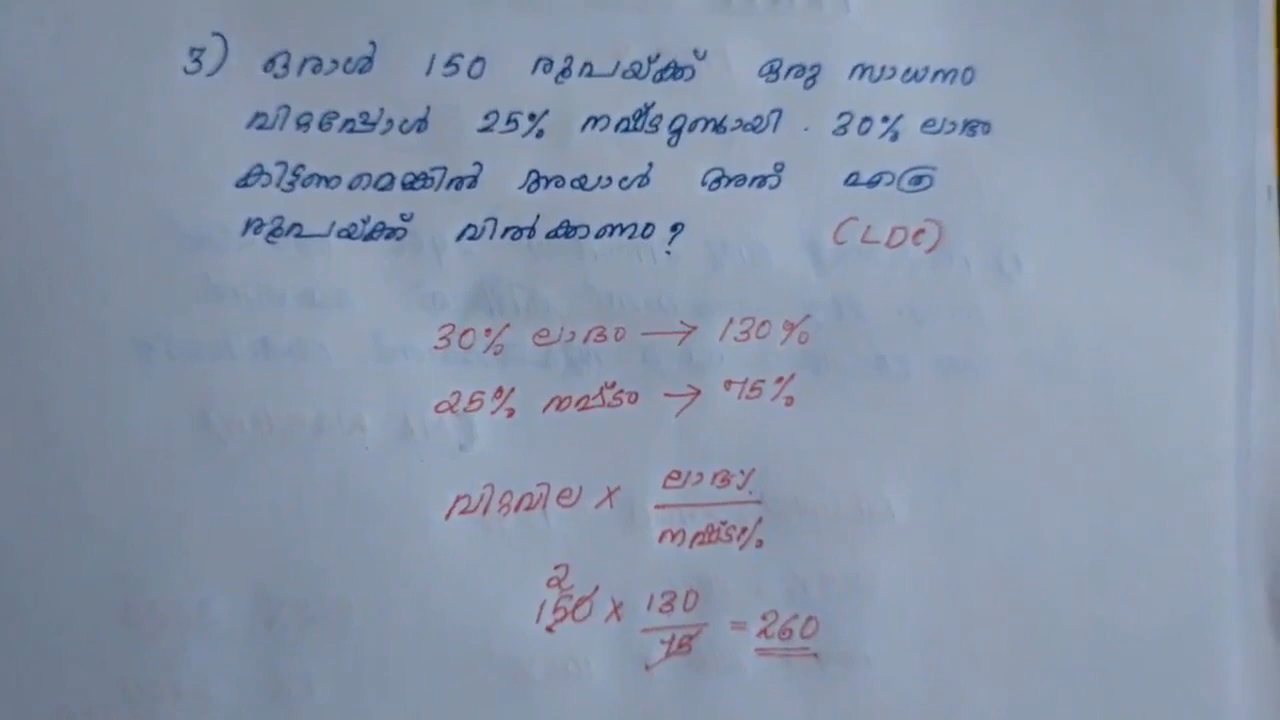 3) ഒരാൾ 150 രൂപയ്ക്ക് ഒരു സാധനം
വിറ്റപ്പോൾ 25% നഷ്ടമുണ്ടായി. 30% ലാഭം
കിട്ടണമെങ്കിൽ അയാൾ അത് എത്ര
രൂപയ്ക്ക് വിൽക്കണം? (LDC)
30% ലാഭം → 130%
25% നഷ്ടം → 75%
വിറ്റവില × ലാഭ%
നഷ്ട%
2
150 × 130 = 260
75